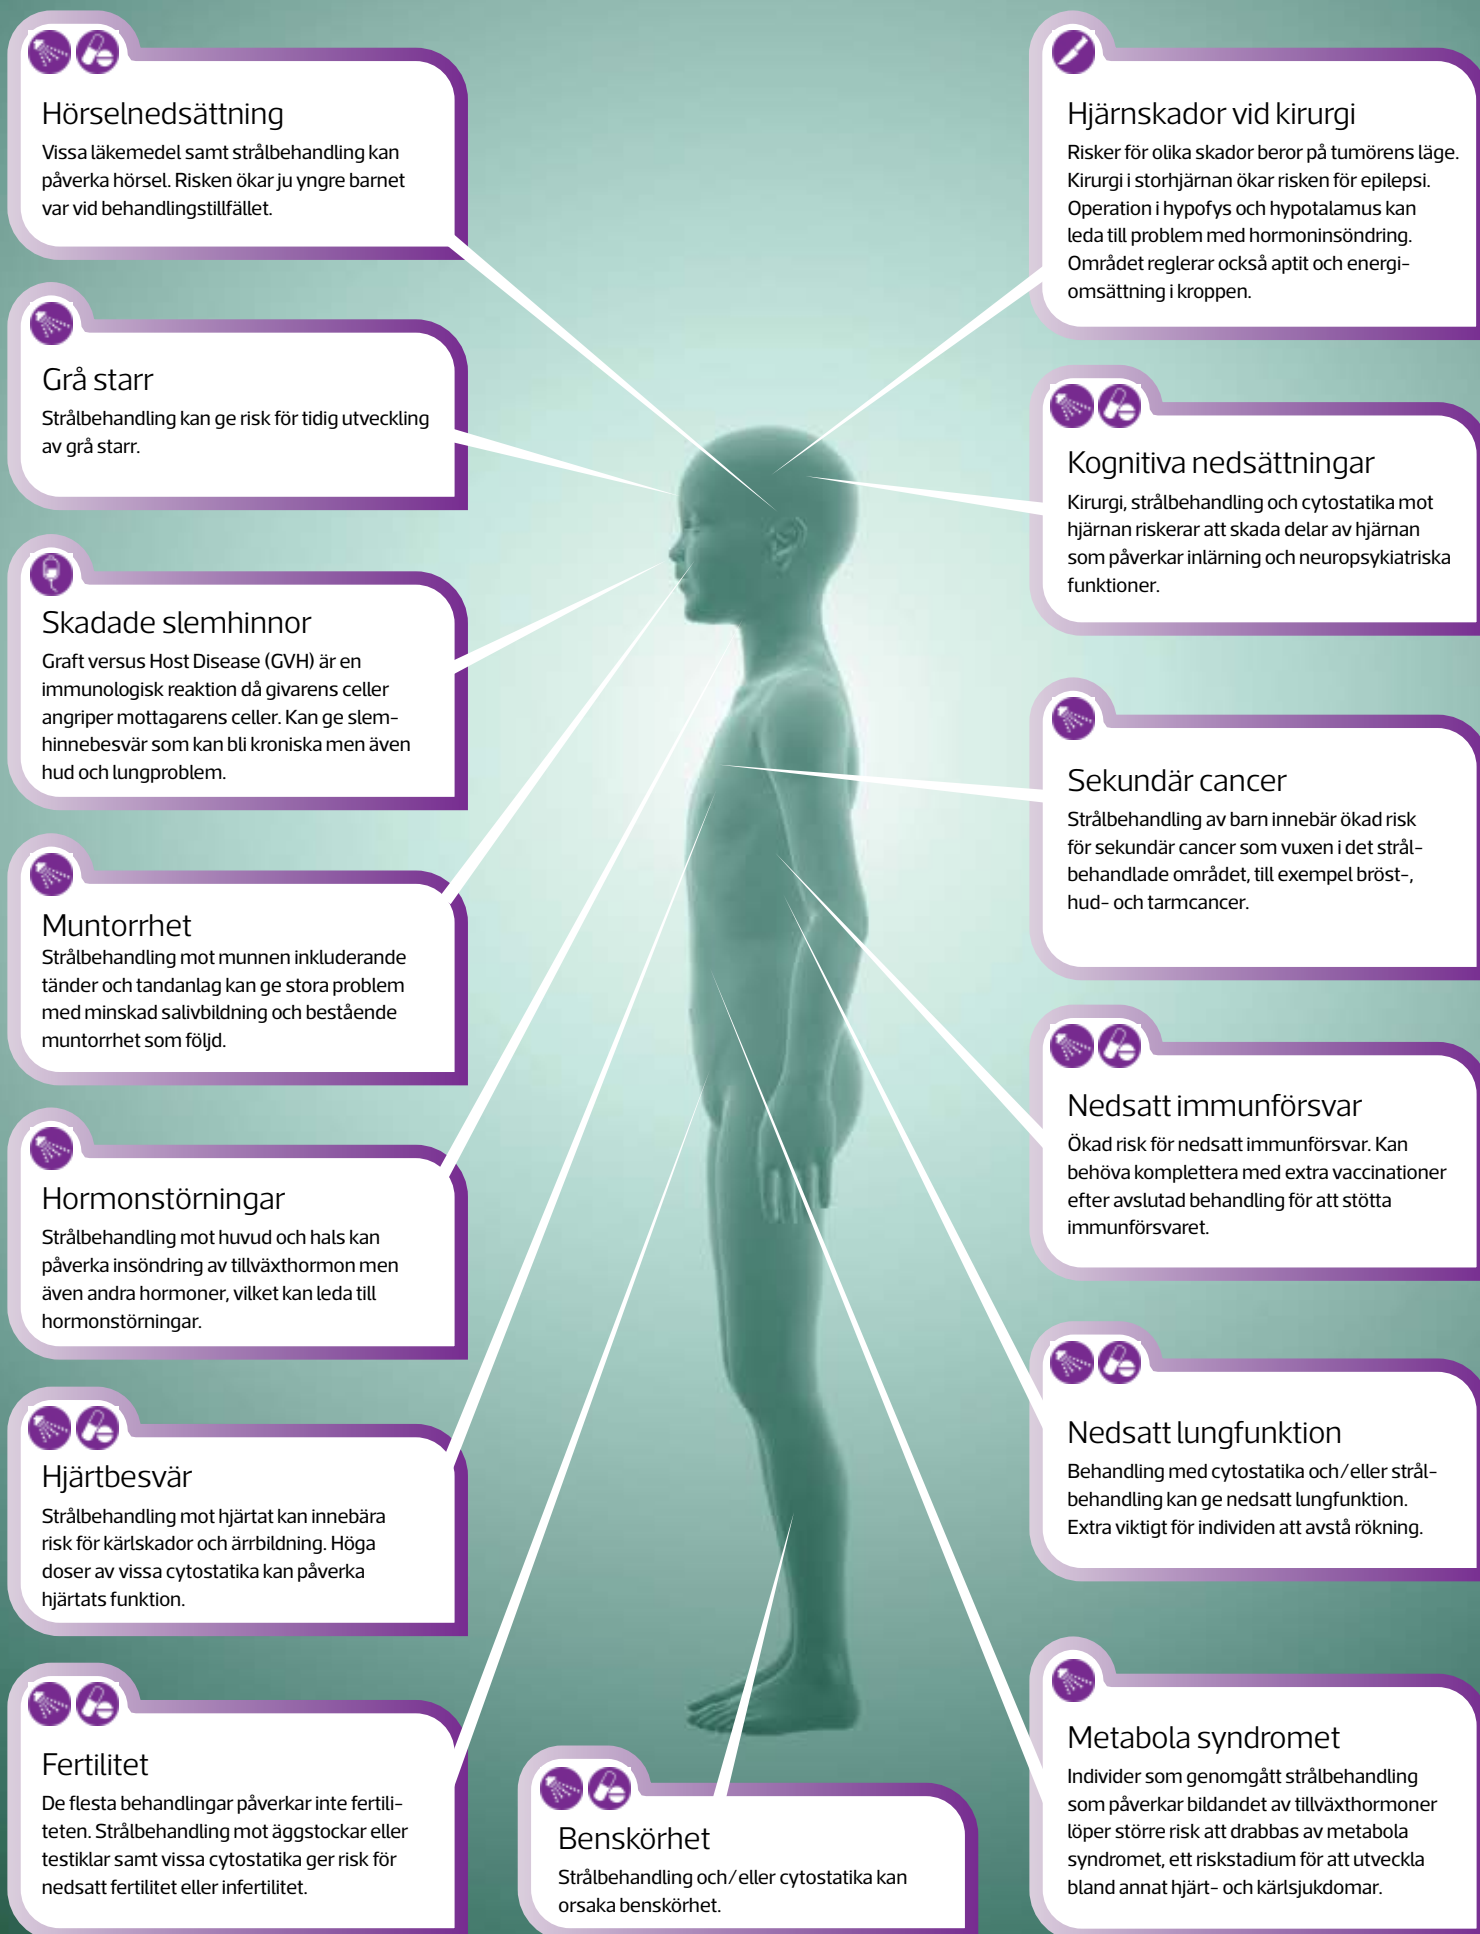 Hörselnedsättning
Vissa läkemedel samt strålbehandling kan
påverka hörsel. Risken ökar ju yngre barnet
var vid behandlingstillfället.
Grå starr
Strålbehandling kan ge risk för tidig utveckling
av grå starr.
Skadade slemhinnor
Graft versus Host Disease (GVH) är en
immunologisk reaktion då givarens celler
angriper mottagarens celler. Kan ge slem-
hinnebesvär som kan bli kroniska men även
hud och lungproblem.
Muntorrhet
Strålbehandling mot munnen inkluderande
tänder och tandanlag kan ge stora problem
med minskad salivbildning och bestående
muntorrhet som följd.
Hormonstörningar
Strålbehandling mot huvud och hals kan
påverka insöndring av tillväxthormon men
även andra hormoner, vilket kan leda till
hormonstörningar.
Hjärtbesvär
Strålbehandling mot hjärtat kan innebära
risk för kärlskador och ärrbildning. Höga
doser av vissa cytostatika kan påverka
hjärtats funktion.
Fertilitet
De flesta behandlingar påverkar inte fertili-
teten. Strålbehandling mot äggstockar eller
testiklar samt vissa cytostatika ger risk för
nedsatt fertilitet eller infertilitet.
Benskörhet
Strålbehandling och/eller cytostatika kan
orsaka benskörhet.
Hjärnskador vid kirurgi
Risker för olika skador beror på tumörens läge.
Kirurgi i storhjärnan ökar risken för epilepsi.
Operation i hypofys och hypotalamus kan
leda till problem med hormoninsöndring.
Området reglerar också aptit och energi-
omsättning i kroppen.
Kognitiva nedsättningar
Kirurgi, strålbehandling och cytostatika mot
hjärnan riskerar att skada delar av hjärnan
som påverkar inlärning och neuropsykiatriska
funktioner.
Sekundär cancer
Strålbehandling av barn innebär ökad risk
för sekundär cancer som vuxen i det strål-
behandlade området, till exempel bröst-,
hud- och tarmcancer.
Nedsatt immunförsvar
Ökad risk för nedsatt immunförsvar. Kan
behöva komplettera med extra vaccinationer
efter avslutad behandling för att stötta
immunförsvaret.
Nedsatt lungfunktion
Behandling med cytostatika och/eller strål-
behandling kan ge nedsatt lungfunktion.
Extra viktigt för individen att avstå rökning.
Metabola syndromet
Individer som genomgått strålbehandling
som påverkar bildandet av tillväxthormoner
löper större risk att drabbas av metabola
syndromet, ett riskstadium för att utveckla
bland annat hjärt- och kärlsjukdomar.